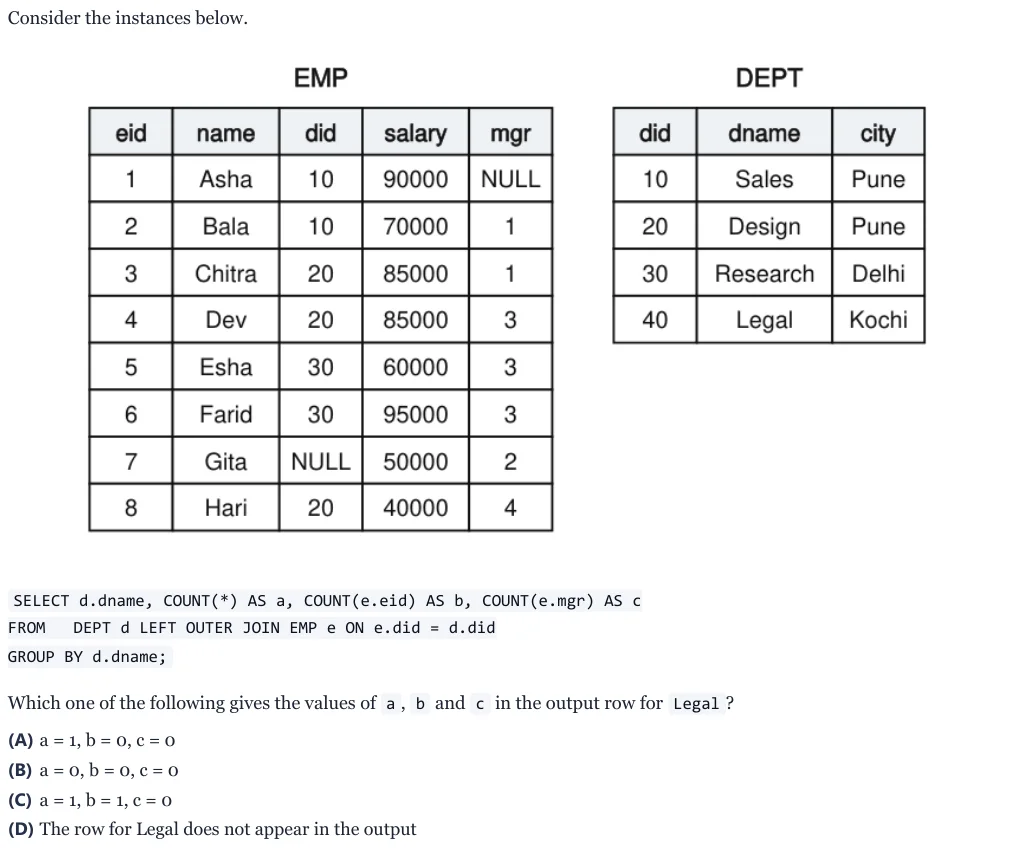 Consider the instances below.
EMP
eid name did salary mgr
1 Asha 10 90000 NULL
2 Bala 10 70000 1
3 Chitra 20 85000 1
4 Dev 20 85000 3
5 Esha 30 60000 3
6 Farid 30 95000 3
7 Gita NULL 50000 2
8 Hari 20 40000 4
DEPT
did dname city
10 Sales Pune
20 Design Pune
30 Research Delhi
40 Legal Kochi
SELECT d.dname, COUNT(*) AS a, COUNT(e.eid) AS b, COUNT(e.mgr) AS c
FROM DEPT d LEFT OUTER JOIN EMP e ON e.did = d.did
GROUP BY d.dname;
Which one of the following gives the values of a , b and c in the output row for Legal ?
(A) a = 1, b = 0, c = 0
(B) a = 0, b = 0, c = 0
(C) a = 1, b = 1, c = 0
(D) The row for Legal does not appear in the output